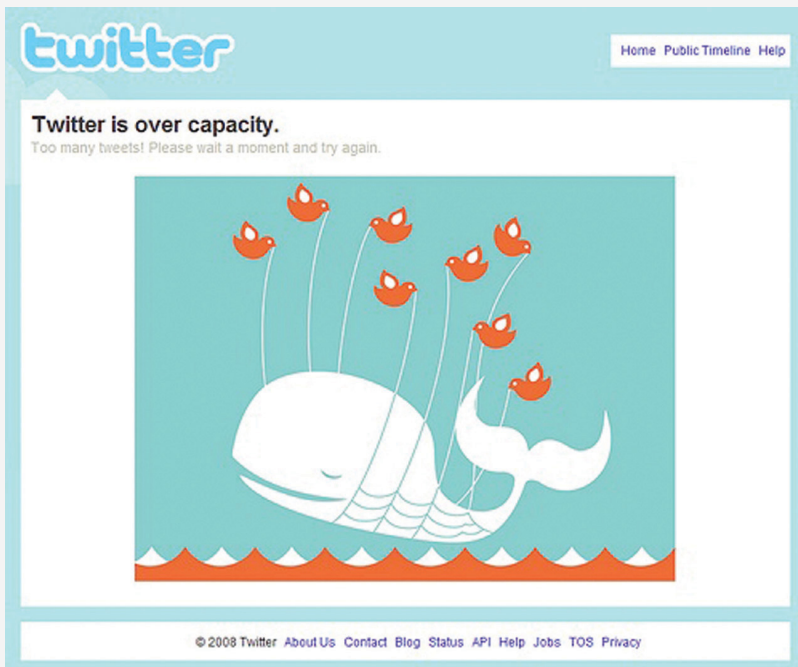 twitter
Home Public Timeline Help
Twitter is over capacity.
Too many tweets! Please wait a moment and try again.
© 2008 Twitter About Us Contact Blog Status API Help Jobs TOS Privacy